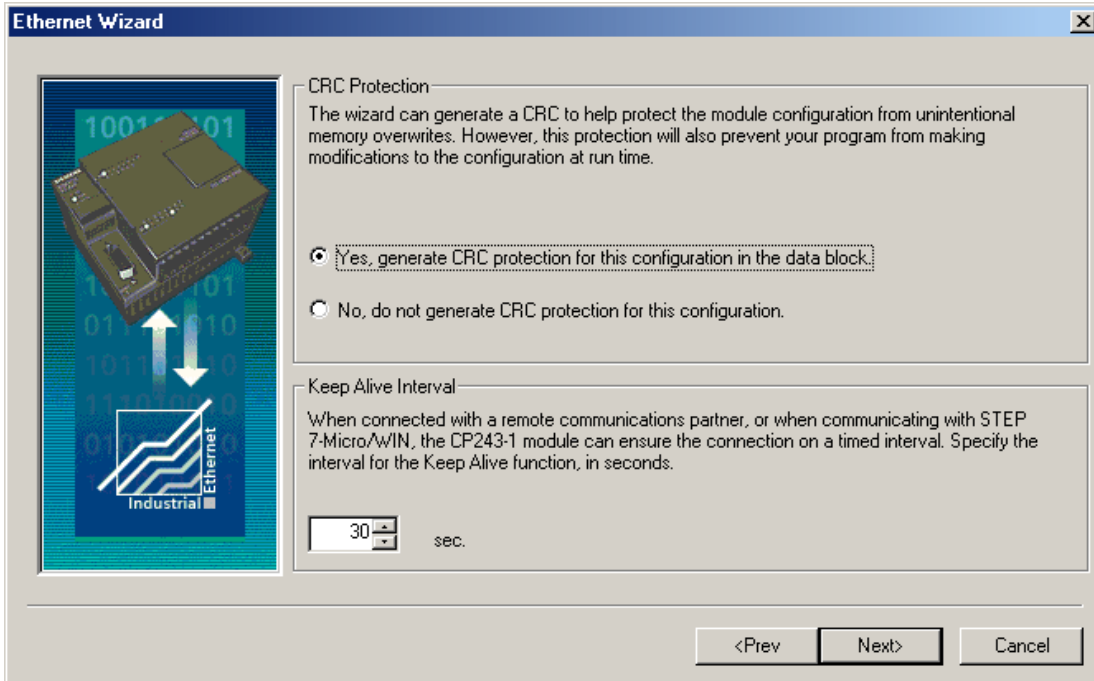 Ethernet Wizard
CRC Protection
The wizard can generate a CRC to help protect the module configuration from unintentional
memory overwrites. However, this protection will also prevent your program from making
modifications to the configuration at run time.
Yes, generate CRC protection for this configuration in the data block.
No, do not generate CRC protection for this configuration.
Keep Alive Interval
When connected with a remote communications partner, or when communicating with STEP
7-Micro/WIN, the CP243-1 module can ensure the connection on a timed interval. Specify the
interval for the Keep Alive function, in seconds.
30
sec.
Industrial
Ethernet
<Prev
Next>
Cancel